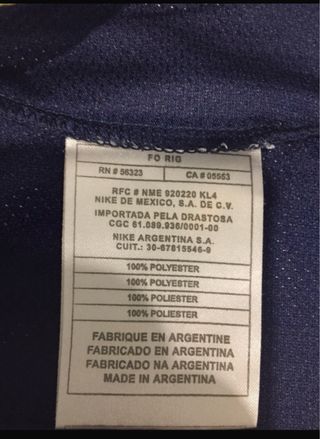 FO RIG
RN # 56323 CA # 05553
RFC # NME 920220 KL4
NIKE DE MEXICO, S.A. DE C.V.
IMPORTADA PELA DRASTOSA
CGC 61.089.936/0001-00
NIKE ARGENTINA S.A.
CUIT.: 30-67815546-9
100% POLYESTER
100% POLYESTER
100% POLIESTER
100% POLIESTER
FABRIQUE EN ARGENTINE
FABRICADO EN ARGENTINA
FABRICADO NA ARGENTINA
MADE IN ARGENTINA